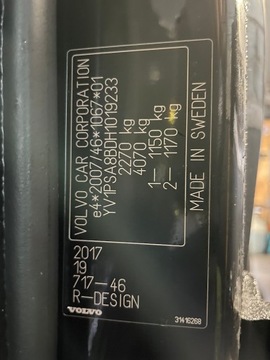 VOLVO CAR CORPORATION
e4*2007/46*1067*01
YV1PSA8BDH1019233
2270 kg
4070 kg
1- 1150 kg
2- 1170 kg
MADE IN SWEDEN
2017
19
717-46
R-DESIGN
VOLVO
31416268